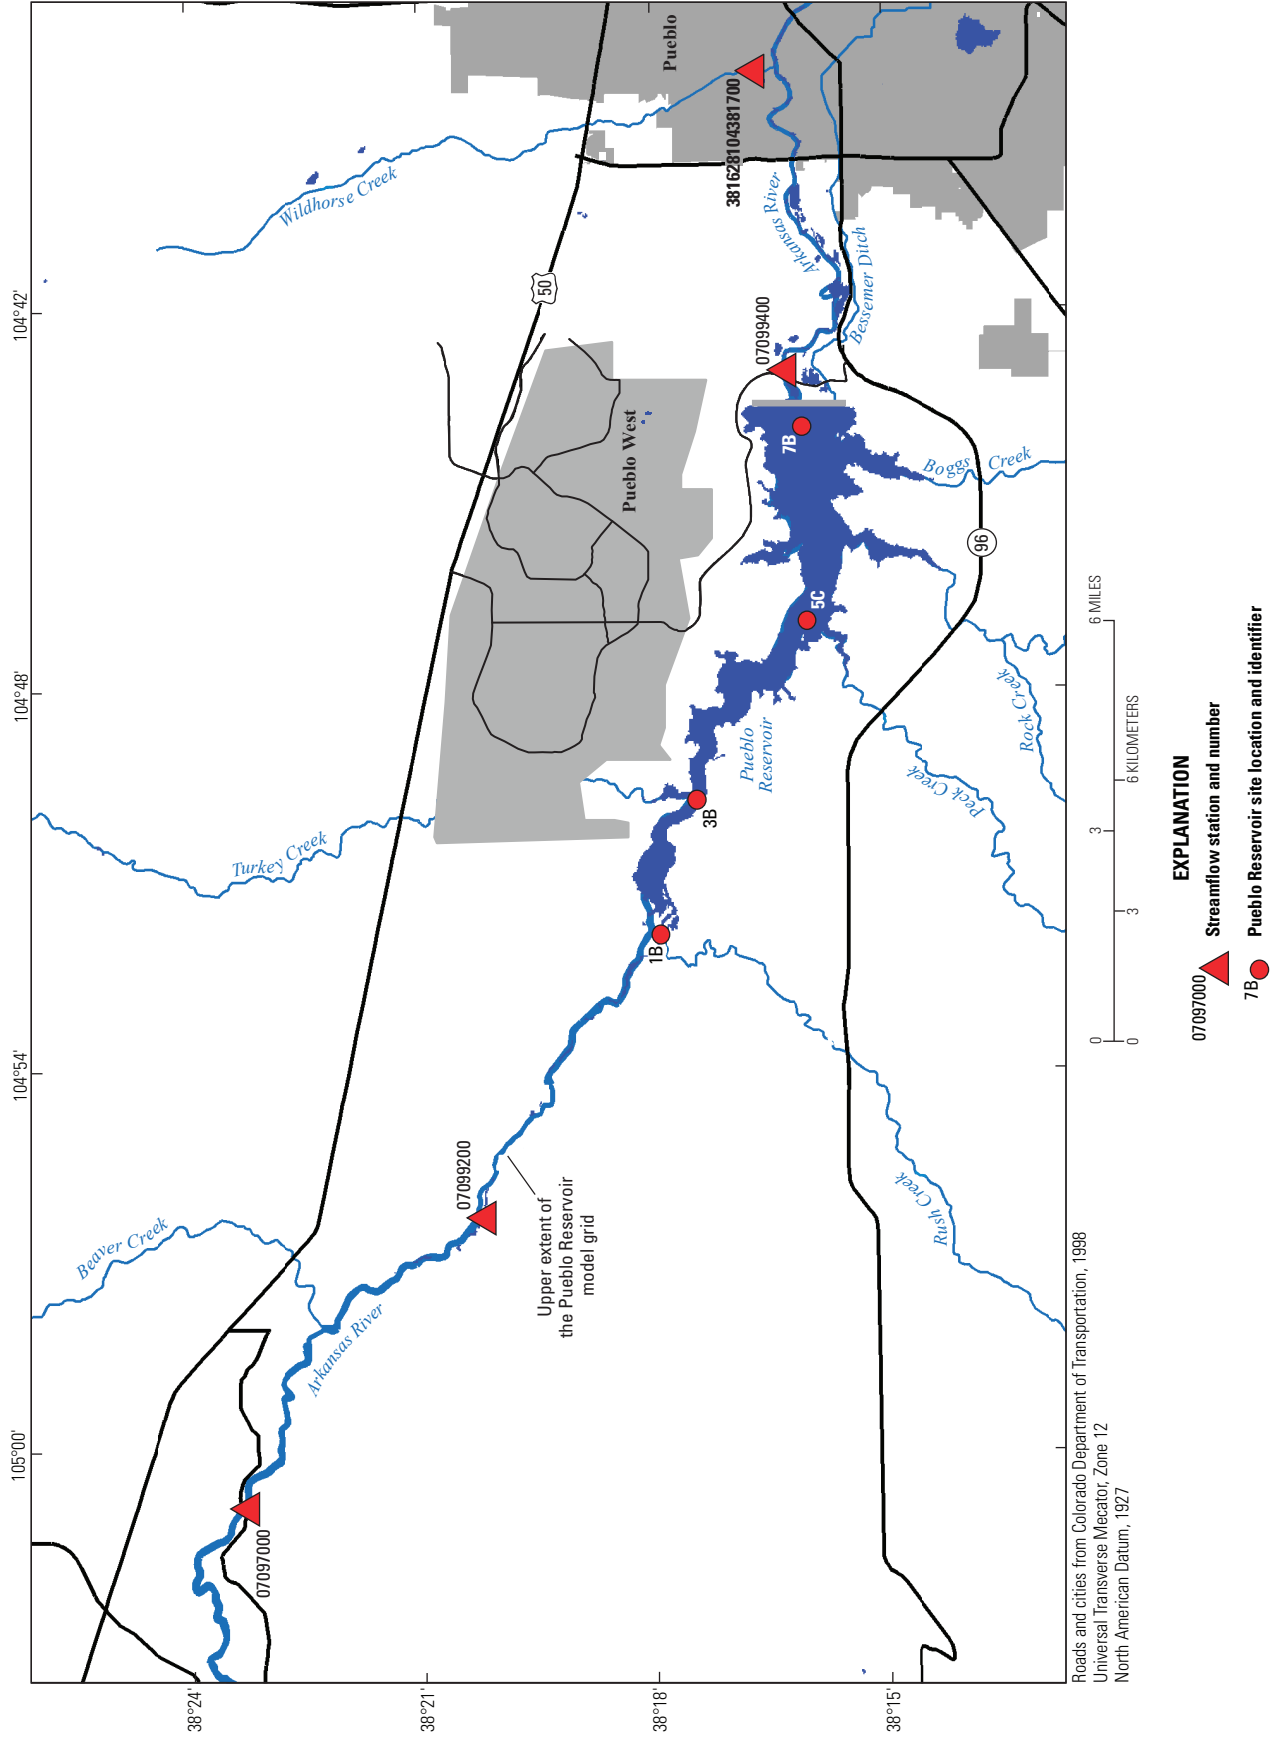 105°00'
104°54'
104°48'
104°42'
38°24'
38°21'
38°18'
38°15'
Beaver Creek
Turkey Creek
Wildhorse Creek
50
Pueblo
Pueblo West
07097000
Arkansas River
07099200
Upper extent of
the Pueblo Reservoir
model grid
1B
3B
Pueblo
Reservoir
5C
7B
07099400
381628104381700
Arkansas River
Bessemer Ditch
Boggs Creek
96
Rock Creek
Peck Creek
Rush Creek
Roads and cities from Colorado Department of Transportation, 1998
Universal Transverse Mecator, Zone 12
North American Datum, 1927
0 3 6 MILES
0 3 6 KILOMETERS
EXPLANATION
07097000
Streamflow station and number
7B
Pueblo Reservoir site location and identifier